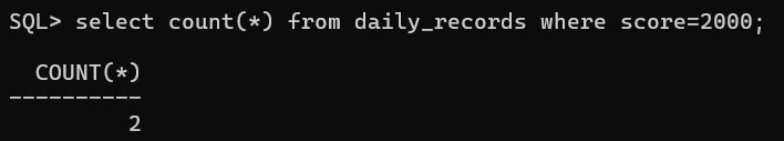 SQL> select count(*) from daily_records where score=2000;
COUNT(*)
----------
2